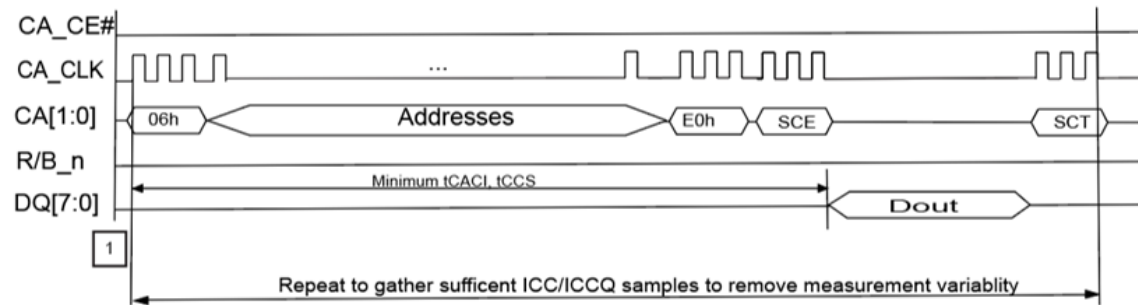 CA_CE#
CA_CLK ...
CA[1:0] 06h Addresses E0h SCE SCT
R/B_n
Minimum tCACI, tCCS
DQ[7:0] Dout
1
Repeat to gather sufficent ICC/ICCQ samples to remove measurement variablity